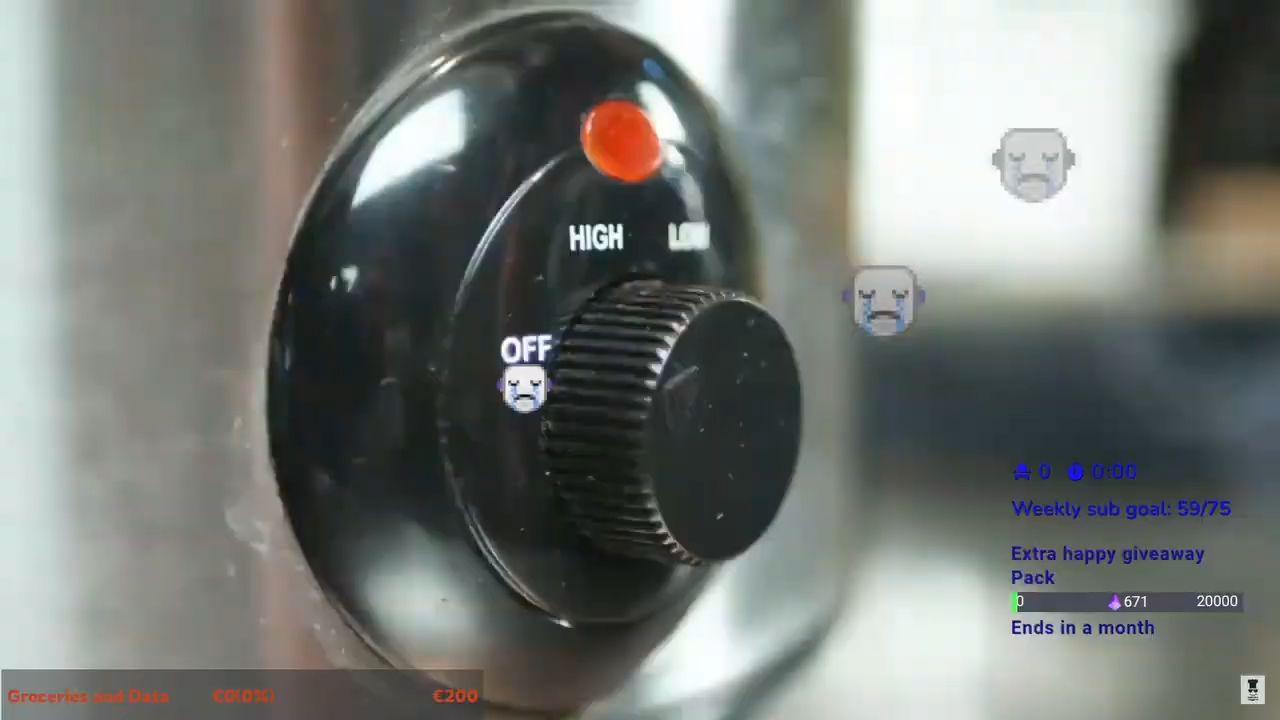 HIGH LOW
OFF
0 0:00
Weekly sub goal: 59/75
Extra happy giveaway
Pack
0 671 20000
Ends in a month
Groceries and Data €0(0%) €200